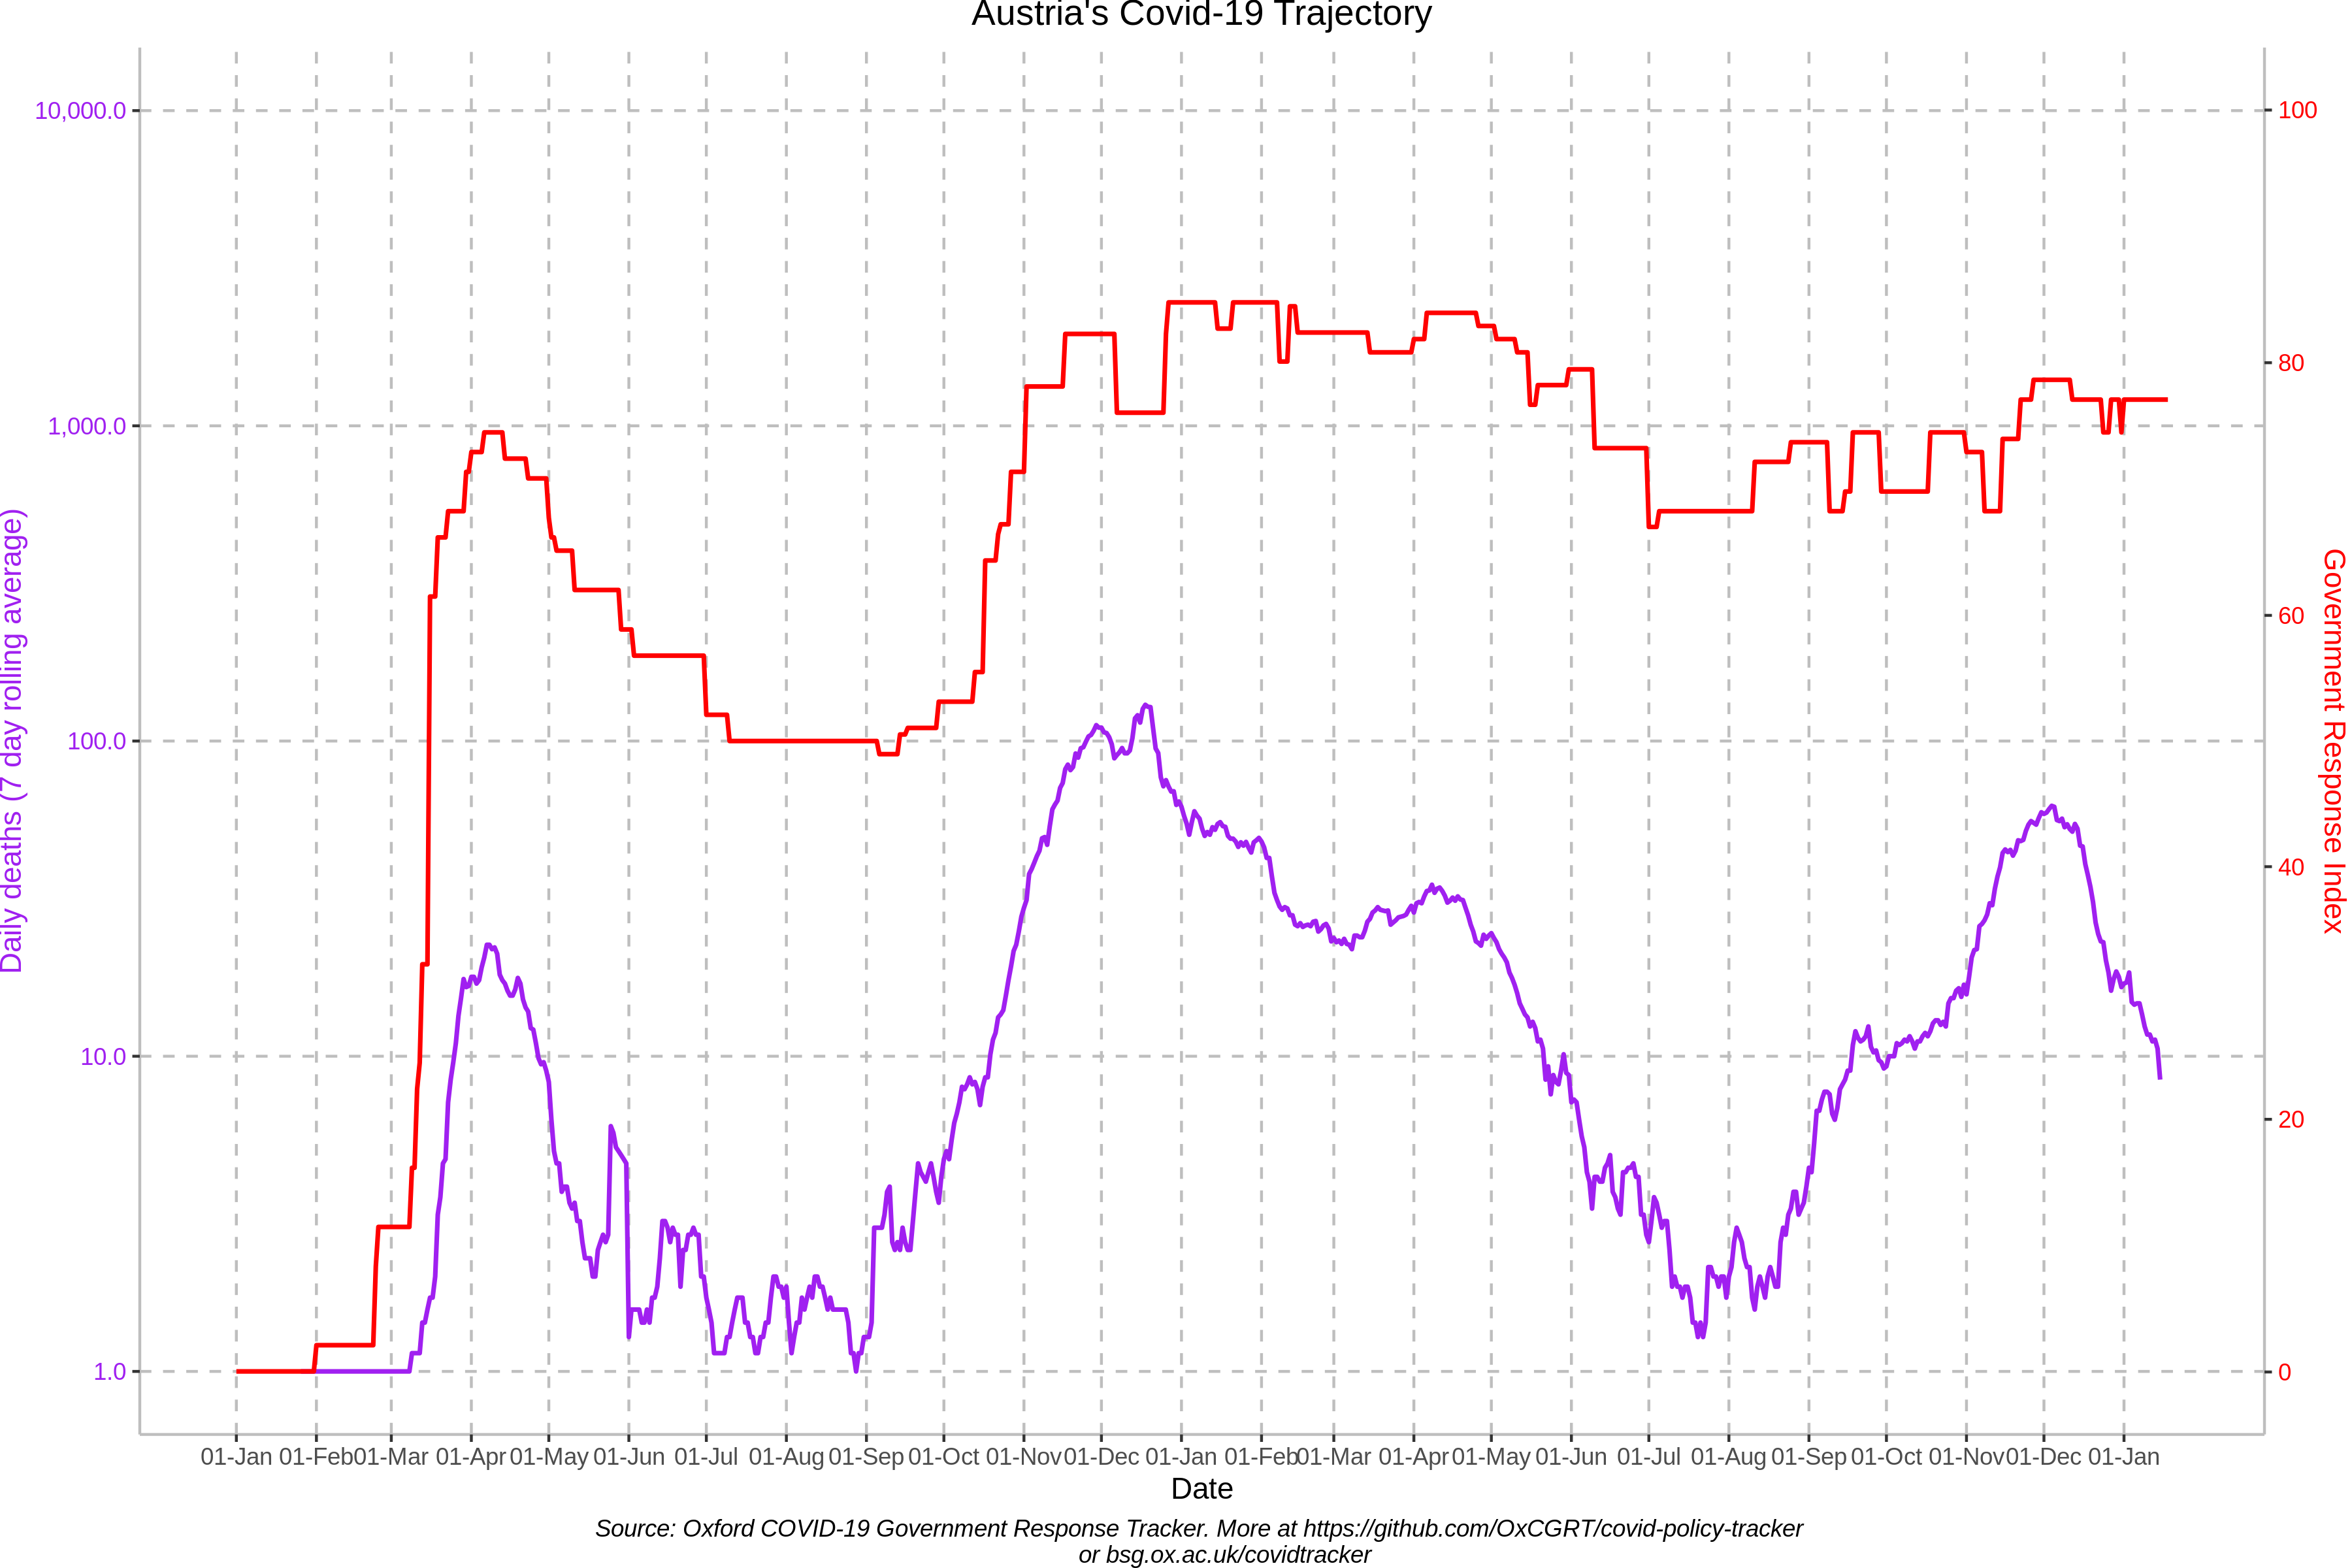 Austria's Covid-19 Trajectory
10,000.0
1,000.0
100.0
10.0
1.0
Daily deaths (7 day rolling average)
100
80
60
40
20
0
Government Response Index
01-Jan 01-Feb 01-Mar 01-Apr 01-May 01-Jun 01-Jul 01-Aug 01-Sep 01-Oct 01-Nov 01-Dec 01-Jan 01-Feb 01-Mar 01-Apr 01-May 01-Jun 01-Jul 01-Aug 01-Sep 01-Oct 01-Nov 01-Dec 01-Jan
Date
Source: Oxford COVID-19 Government Response Tracker. More at https://github.com/OxCGRT/covid-policy-tracker
or bsg.ox.ac.uk/covidtracker